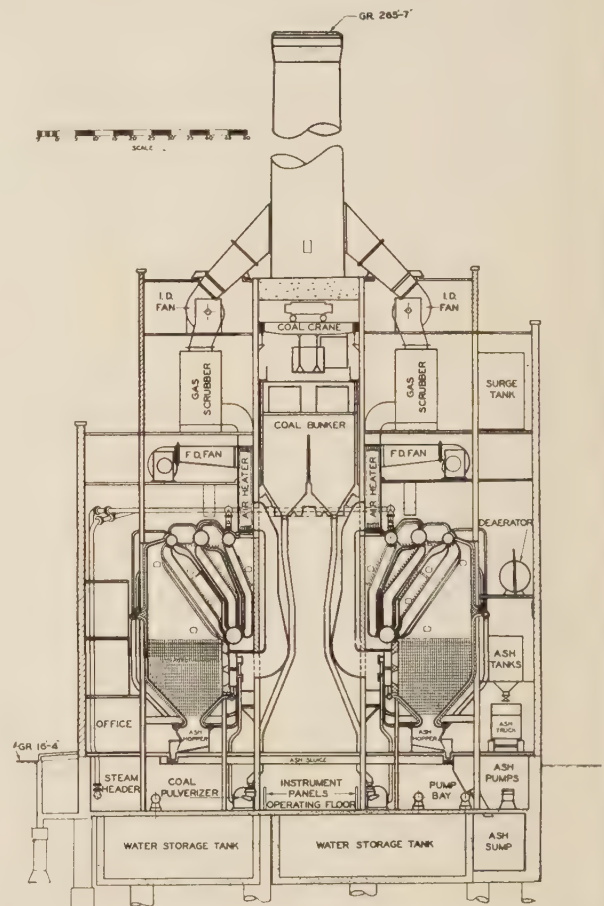 GR. 265'-7"
SCALE
I.D.
FAN
I.D.
FAN
COAL CRANE
GAS
SCRUBBER
GAS
SCRUBBER
SURGE
TANK
COAL BUNKER
F.D. FAN
F.D. FAN
AIR HEATER
AIR HEATER
DEAERATOR
ASH
TANKS
OFFICE
ASH
HOPPER
ASH
HOPPER
ASH
TRUCK
GR 16'-4"
ASH SLUICE
STEAM
HEADER
COAL
PULVERIZER
INSTRUMENT
PANELS
OPERATING FLOOR
PUMP
BAY
ASH
PUMPS
WATER STORAGE TANK
WATER STORAGE TANK
ASH
SUMP